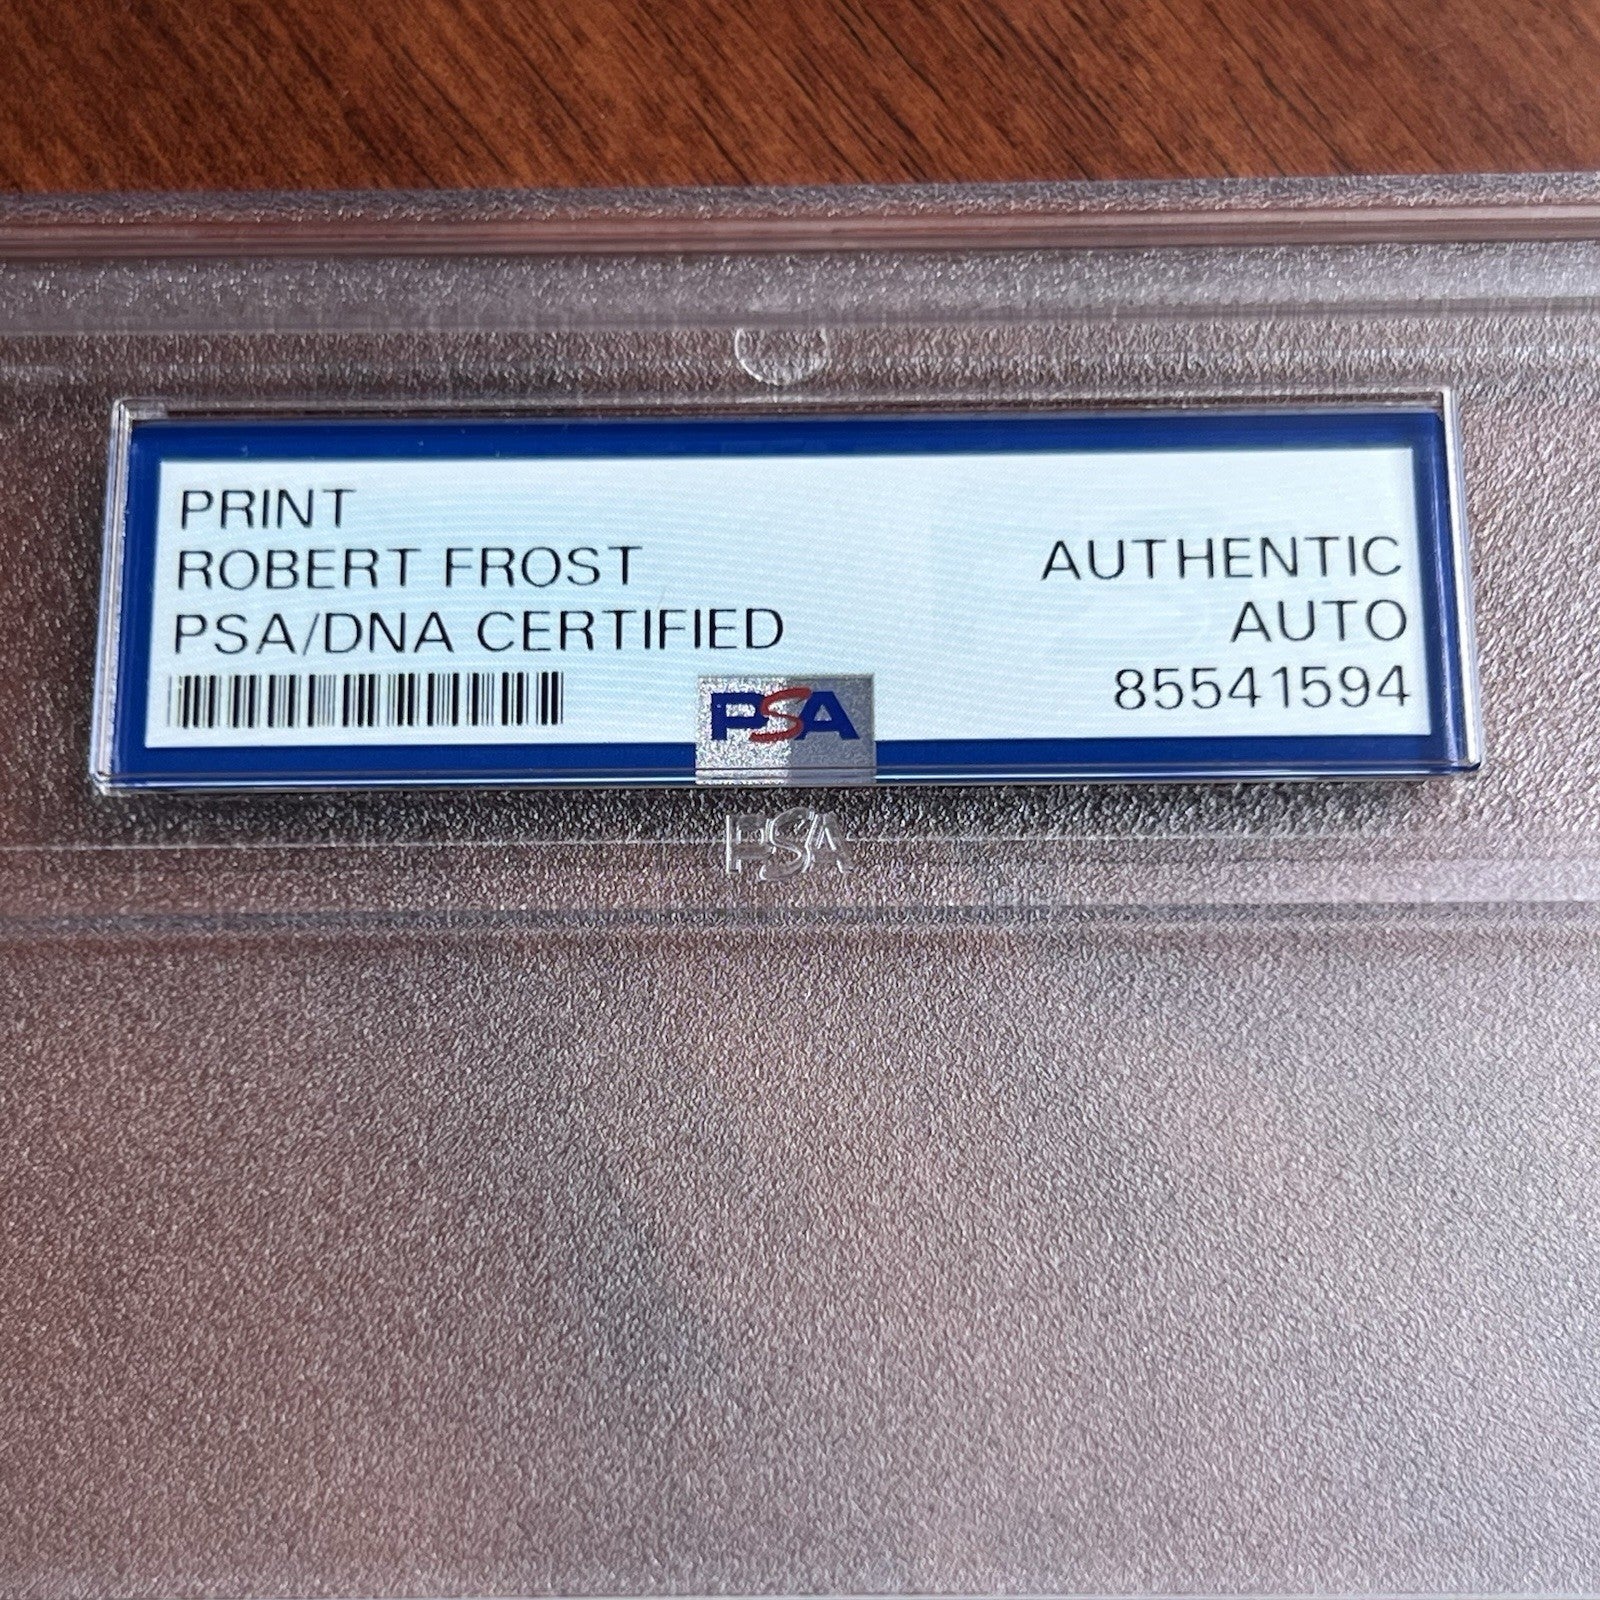 PRINT
ROBERT FROST
PSA/DNA CERTIFIED
AUTHENTIC
AUTO
85541594
PSA
PSA